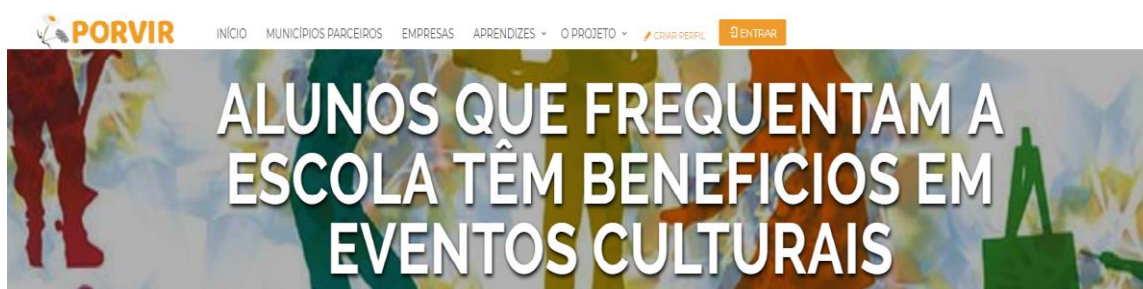 PORVIR
INÍCIO MUNICÍPIOS PARCEIROS EMPRESAS APRENDIZES O PROJETO CRIAR PERFIL ENTRAR
ALUNOS QUE FREQUENTAM A
ESCOLA TÊM BENEFICIOS EM
EVENTOS CULTURAIS